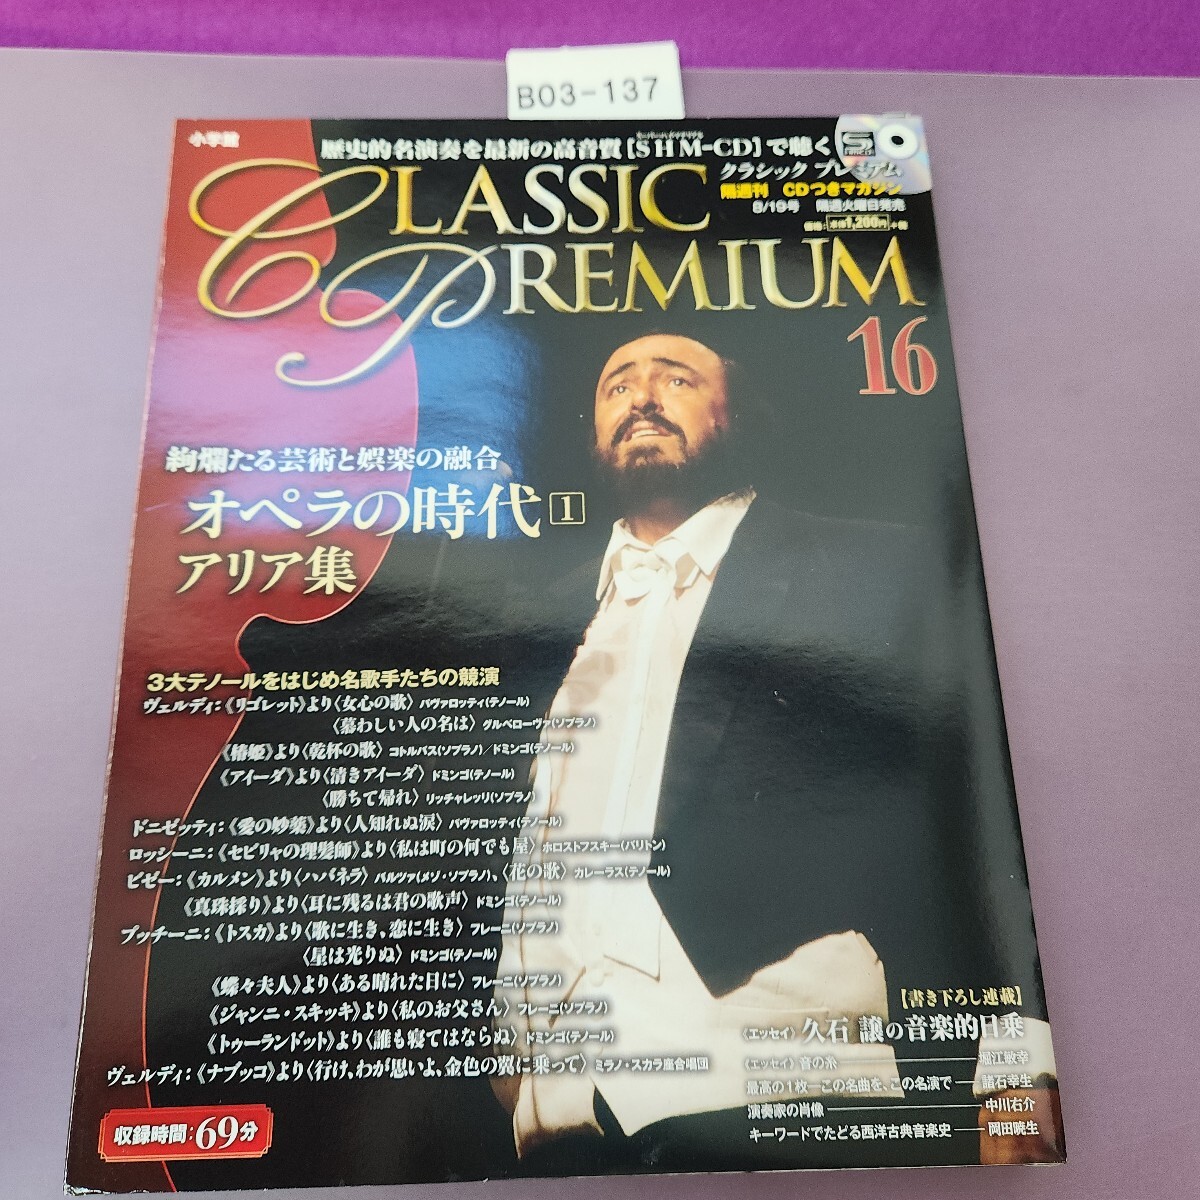 B03-137
小学館
歴史的名演奏を最新の高音質[SHM-CD]で聴く
クラシック プレミアム
隔週刊 CDつきマガジン
8/19号 隔週火曜日発売
価格:本体1,200円+税
CLASSIC
PREMIUM
16
絢爛たる芸術と娯楽の融合
オペラの時代1
アリア集
3大テノールをはじめ名歌手たちの競演
ヴェルディ:《リゴレット》より〈女心の歌〉 パヴァロッティ(テノール)
〈慕わしい人の名は〉 グルベローヴァ(ソプラノ)
《椿姫》より〈乾杯の歌〉 コトルバス(ソプラノ)/ドミンゴ(テノール)
《アイーダ》より〈清きアイーダ〉 ドミンゴ(テノール)
〈勝ちて帰れ〉 リッチャレッリ(ソプラノ)
ドニゼッティ:《愛の妙薬》より〈人知れぬ涙〉 パヴァロッティ(テノール)
ロッシーニ:《セビリャの理髪師》より〈私は町の何でも屋〉 ホロストフスキー(バリトン)
ビゼー:《カルメン》より〈ハバネラ〉 バルツァ(メゾ・ソプラノ)、〈花の歌〉 カレーラス(テノール)
《真珠採り》より〈耳に残るは君の歌声〉 ドミンゴ(テノール)
プッチーニ:《トスカ》より〈歌に生き、恋に生き〉 フレーニ(ソプラノ)
〈星は光りぬ〉 ドミンゴ(テノール)
《蝶々夫人》より〈ある晴れた日に〉 フレーニ(ソプラノ)
《ジャンニ・スキッキ》より〈私のお父さん〉 フレーニ(ソプラノ)
《トゥーランドット》より〈誰も寝てはならぬ〉 ドミンゴ(テノール)
ヴェルディ:《ナブッコ》より〈行け、わが思いよ、金色の翼に乗って〉 ミラノ・スカラ座合唱団
収録時間:69分
【書き下ろし連載】
〈エッセイ〉 久石 譲の音楽的日乗
〈エッセイ〉音の糸 堀江敏幸
最高の1枚―この名曲を、この名演で 諸石幸生
演奏家の肖像 中川右介
キーワードでたどる西洋古典音楽史 岡田暁生